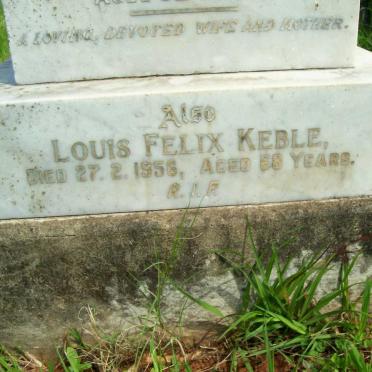 A LOVING, DEVOTED WIFE AND MOTHER.
Also
LOUIS FELIX KEBLE,
DIED 27. 2. 1956, AGED 68 YEARS.
R.I.P.